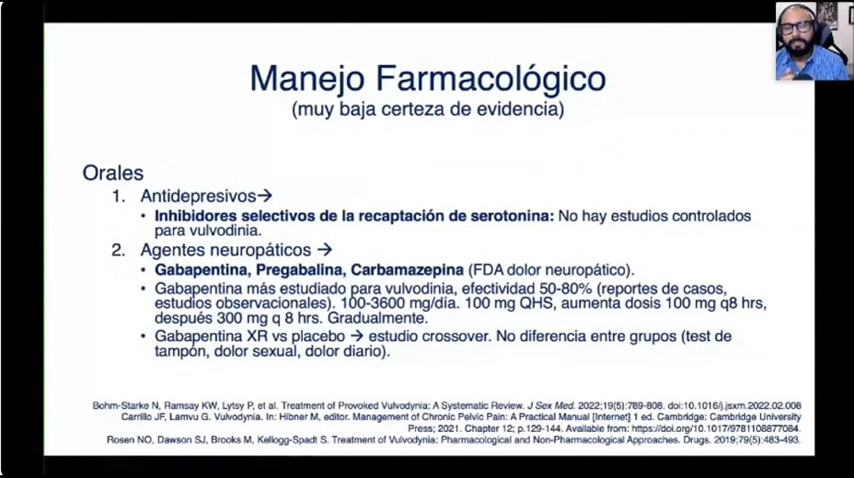 Manejo Farmacológico
(muy baja certeza de evidencia)
Orales
1. Antidepresivos→
• Inhibidores selectivos de la recaptación de serotonina: No hay estudios controlados
para vulvodinia.
2. Agentes neuropáticos →
• Gabapentina, Pregabalina, Carbamazepina (FDA dolor neuropático).
• Gabapentina más estudiado para vulvodinia, efectividad 50-80% (reportes de casos,
estudios observacionales). 100-3600 mg/día. 100 mg QHS, aumenta dosis 100 mg q8 hrs,
después 300 mg q 8 hrs. Gradualmente.
• Gabapentina XR vs placebo → estudio crossover. No diferencia entre grupos (test de
tampón, dolor sexual, dolor diario).
Bohm-Starke N, Ramsay KW, Lytsy P, et al. Treatment of Provoked Vulvodynia: A Systematic Review. J Sex Med. 2022;19(5):789-808. doi:10.1016/j.jsxm.2022.02.008
Carrillo JF, Lamvu G. Vulvodynia. In: Hibner M, editor. Management of Chronic Pelvic Pain: A Practical Manual [Internet] 1 ed. Cambridge: Cambridge University
Press; 2021. Chapter 12; p.129-144. Available from: https://doi.org/10.1017/9781108877084.
Rosen NO, Dawson SJ, Brooks M, Kellogg-Spadt S. Treatment of Vulvodynia: Pharmacological and Non-Pharmacological Approaches. Drugs. 2019;79(5):483-493.